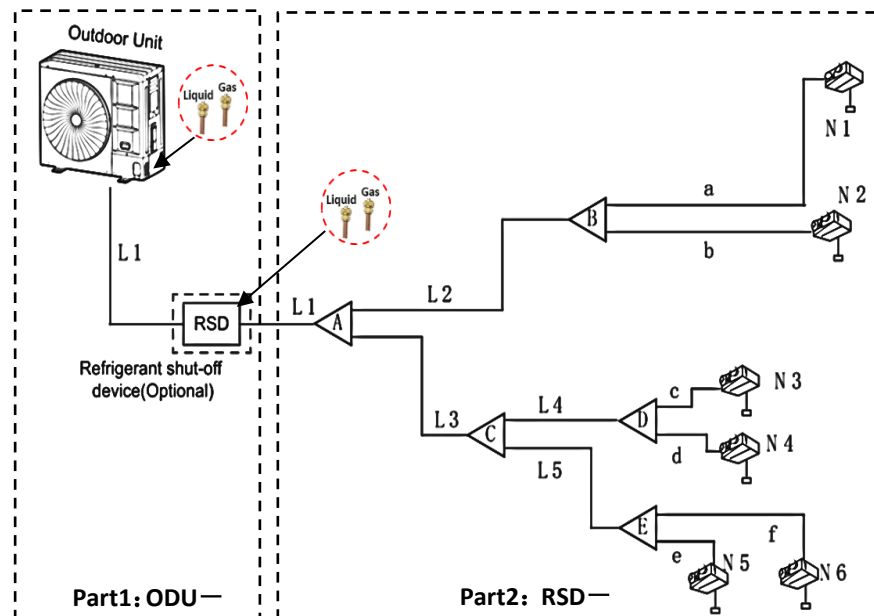 Outdoor Unit
Liquid Gas
L1
RSD
Refrigerant shut-off
device(Optional)
Part1: ODU—
Liquid Gas
L1
A
L2
B
a
N1
b
N2
L3
C
L4
D
c
N3
d
N4
L5
E
f
N6
e
N5
Part2: RSD—